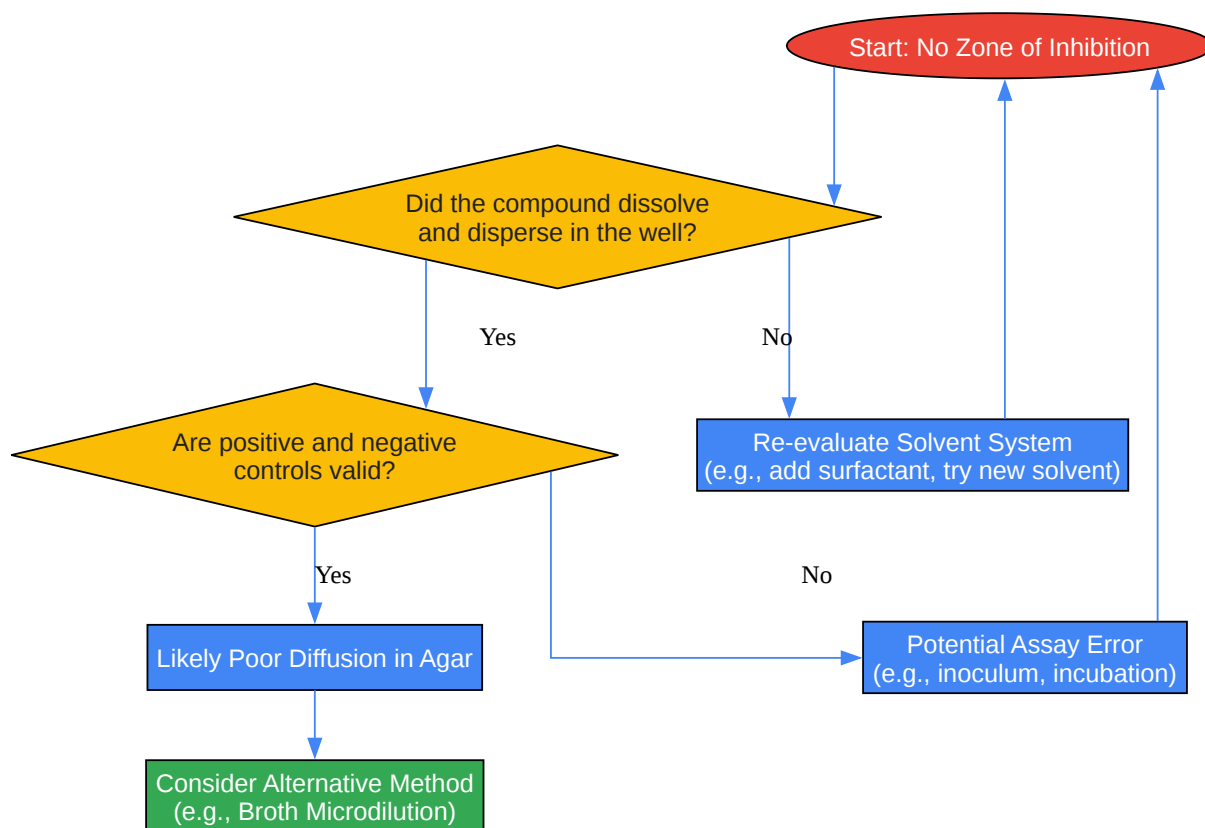 Start: No Zone of Inhibition
Did the compound dissolve
and disperse in the well?
Yes
No
Are positive and negative
controls valid?
Re-evaluate Solvent System
(e.g., add surfactant, try new solvent)
Yes
No
Likely Poor Diffusion in Agar
Potential Assay Error
(e.g., inoculum, incubation)
Consider Alternative Method
(e.g., Broth Microdilution)